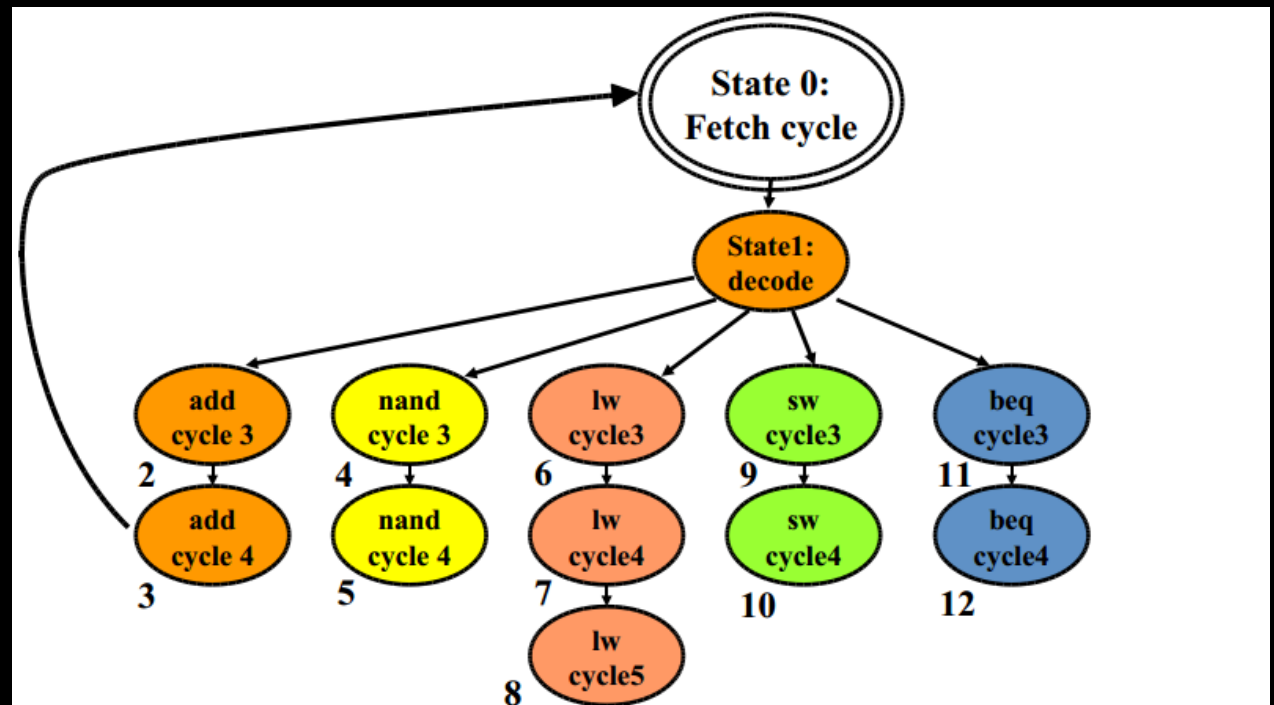 State 0:
Fetch cycle
State1:
decode
add
cycle 3
nand
cycle 3
lw
cycle3
sw
cycle3
beq
cycle3
2
4
6
9
11
add
cycle 4
nand
cycle 4
lw
cycle4
sw
cycle4
beq
cycle4
3
5
7
10
12
lw
cycle5
8